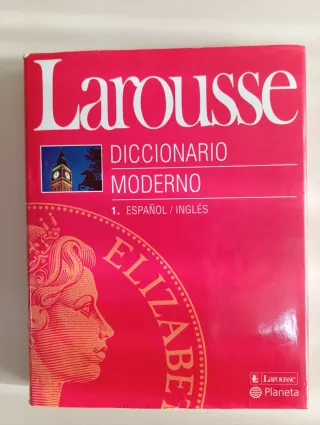 Larousse
DICCIONARIO
MODERNO
1. ESPAÑOL / INGLÉS
ELIZABE
Larousse
Planeta